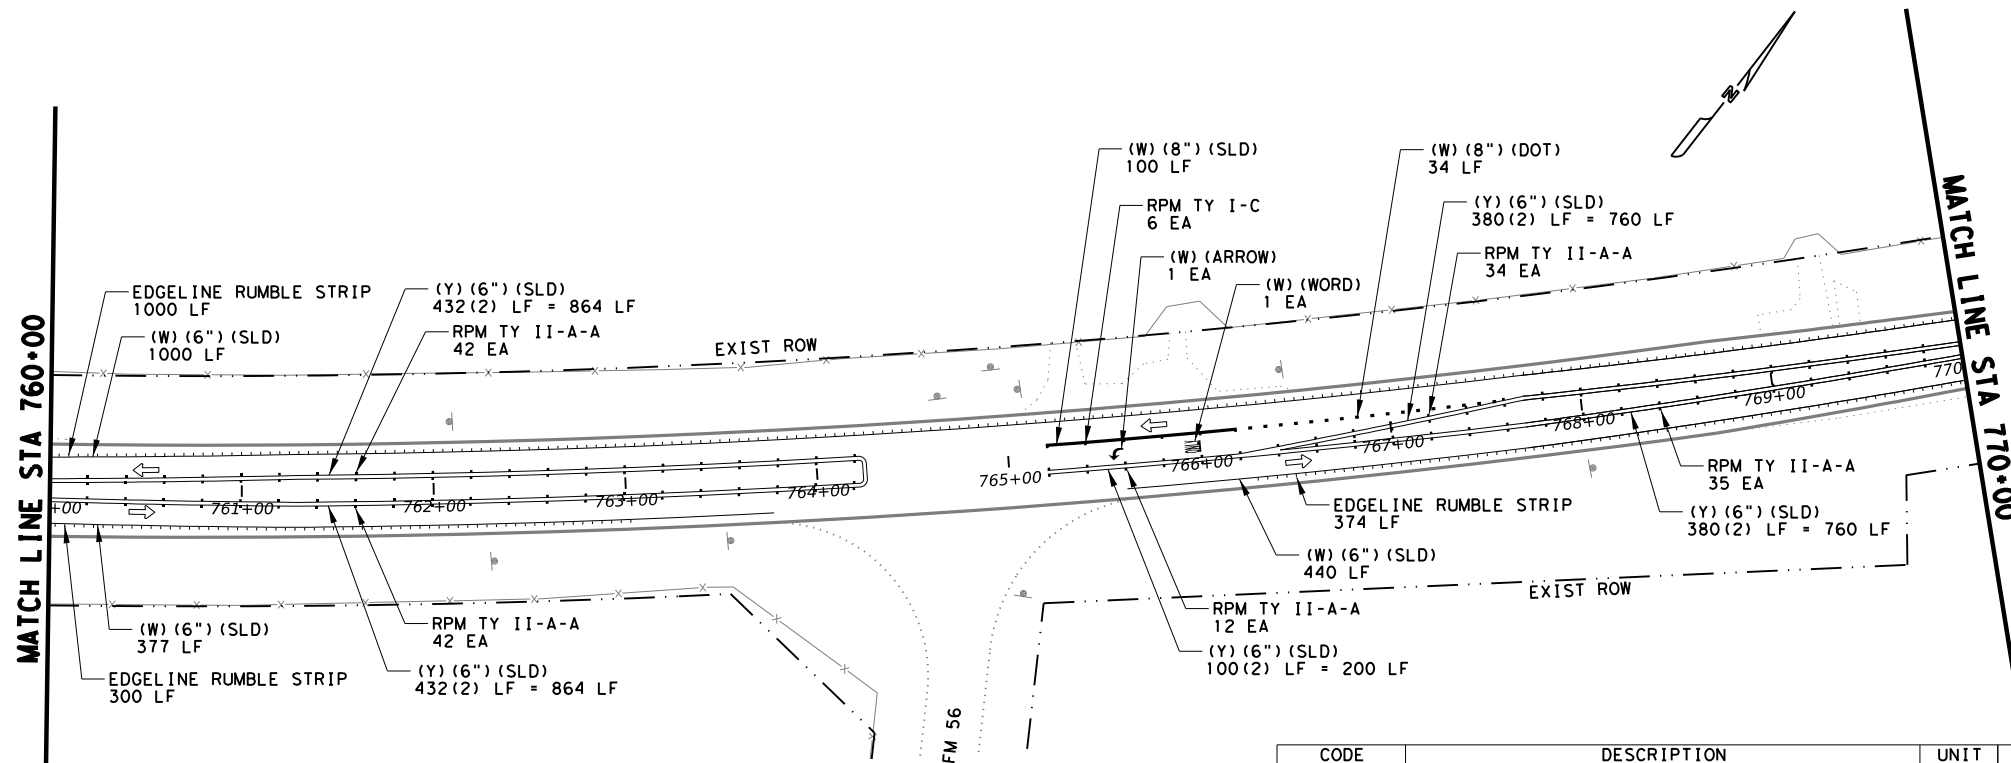 MATCH LINE STA 760+00
EDGELINE RUMBLE STRIP
1000 LF
(W) (6") (SLD)
1000 LF
(Y) (6") (SLD)
432(2) LF = 864 LF
RPM TY II-A-A
42 EA
EXIST ROW
(W) (8") (SLD)
100 LF
RPM TY I-C
6 EA
(W) (ARROW)
1 EA
(W) (WORD)
1 EA
(W) (8") (DOT)
34 LF
(Y) (6") (SLD)
380(2) LF = 760 LF
RPM TY II-A-A
34 EA
N
MATCH LINE STA 770+00
+00
761+00
762+00
763+00
764+00
765+00
766+00
767+00
768+00
769+00
770
(W) (6") (SLD)
377 LF
EDGELINE RUMBLE STRIP
300 LF
RPM TY II-A-A
42 EA
(Y) (6") (SLD)
432(2) LF = 864 LF
FM 56
RPM TY II-A-A
12 EA
(Y) (6") (SLD)
100(2) LF = 200 LF
(W) (6") (SLD)
440 LF
EDGELINE RUMBLE STRIP
374 LF
RPM TY II-A-A
35 EA
(Y) (6") (SLD)
380(2) LF = 760 LF
EXIST ROW
CODE DESCRIPTION UNIT